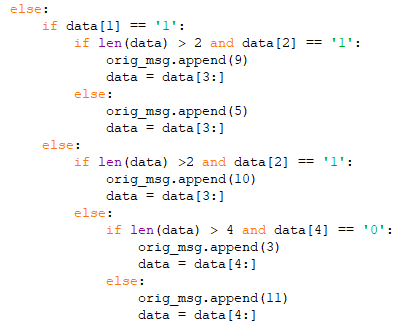 else:
    if data[1] == '1':
        if len(data) > 2 and data[2] == '1':
            orig_msg.append(9)
            data = data[3:]
        else:
            orig_msg.append(5)
            data = data[3:]
    else:
        if len(data) >2 and data[2] == '1':
            orig_msg.append(10)
            data = data[3:]
        else:
            if len(data) > 4 and data[4] == '0':
                orig_msg.append(3)
                data = data[4:]
            else:
                orig_msg.append(11)
                data = data[4:]